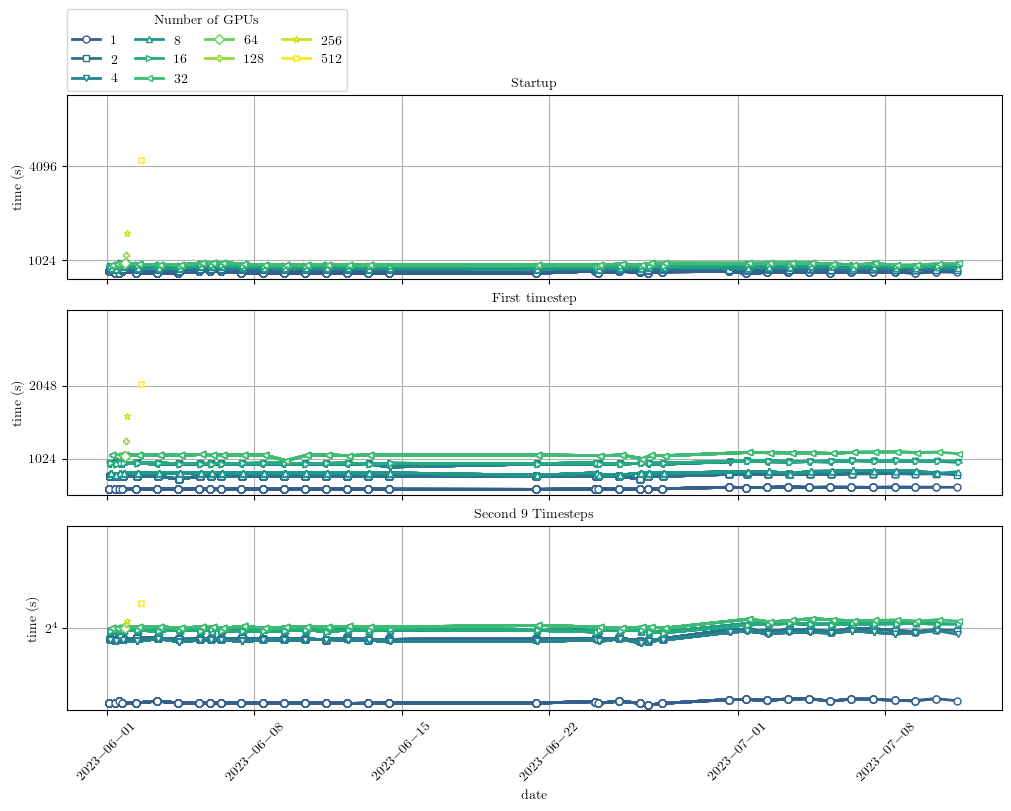 Number of GPUs
1 8 64 256
2 16 128 512
4 32
Startup
time (s)
4096
1024
First timestep
time (s)
2048
1024
Second 9 Timesteps
time (s)
2⁴
2023−06−01 2023−06−08 2023−06−15 2023−06−22 2023−07−01 2023−07−08
date